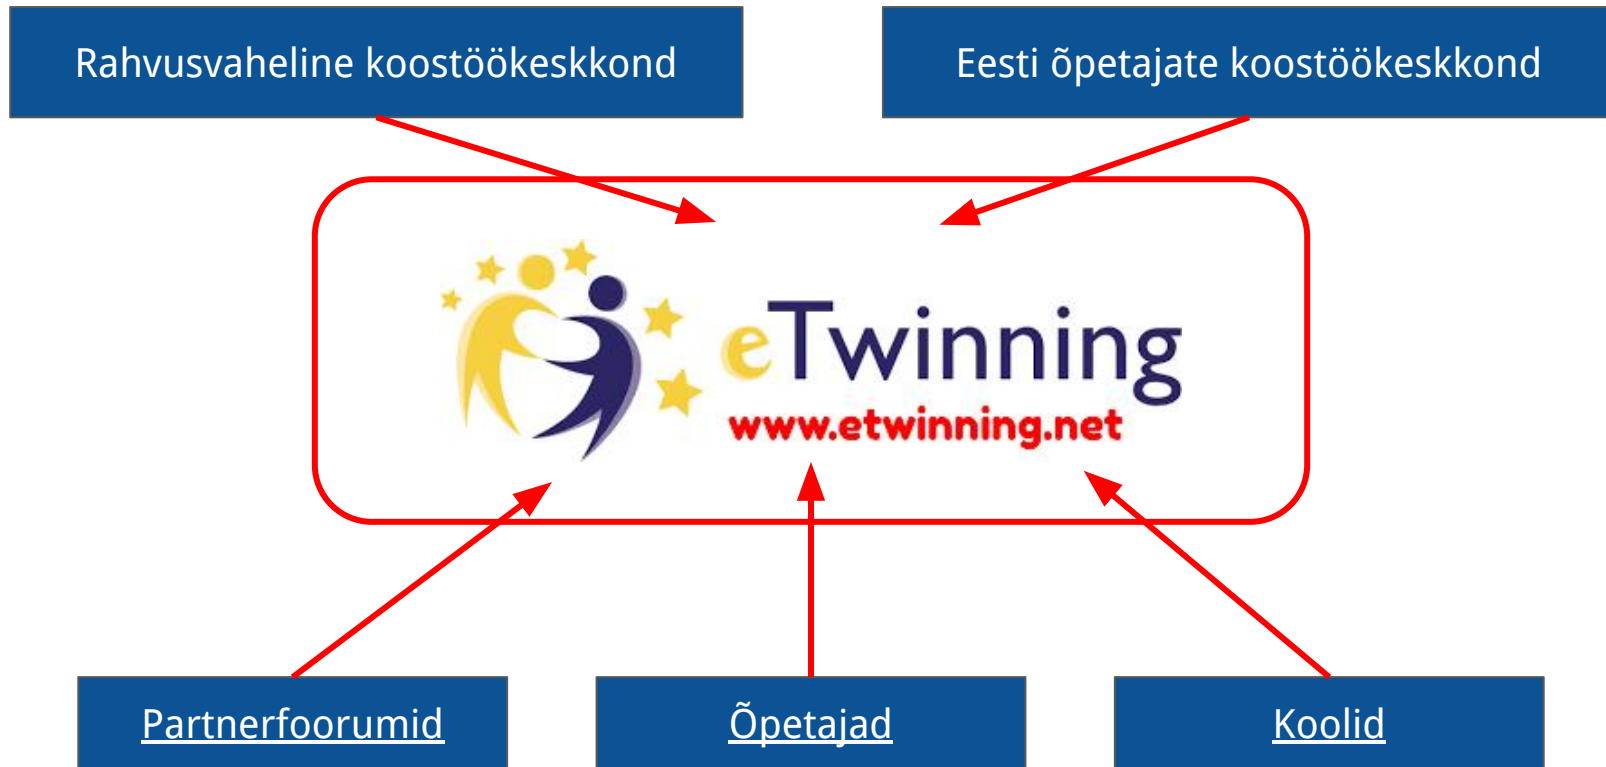 Rahvusvaheline koostöökeskkond
Eesti õpetajate koostöökeskkond
eTwinning
www.etwinning.net
Partnerfoorumid
Õpetajad
Koolid